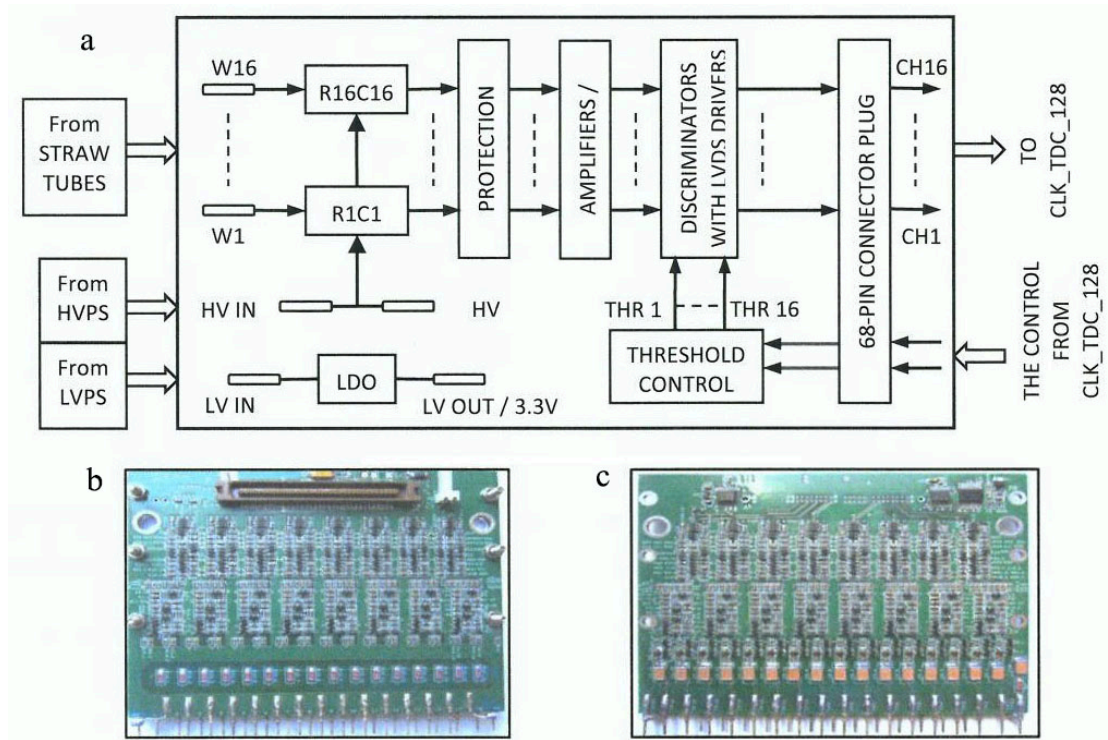 a
From
STRAW
TUBES
From
HVPS
From
LVPS
W16
W1
R16C16
R1C1
HV IN
HV
LV IN
LDO
LV OUT / 3.3V
PROTECTION
AMPLIFIERS /
DISCRIMINATORS
WITH LVDS DRIVFRS
THR 1
THR 16
THRESHOLD
CONTROL
68-PIN CONNECTOR PLUG
CH16
CH1
TO
CLK_TDC_128
THE CONTROL
FROM
CLK_TDC_128
b
c